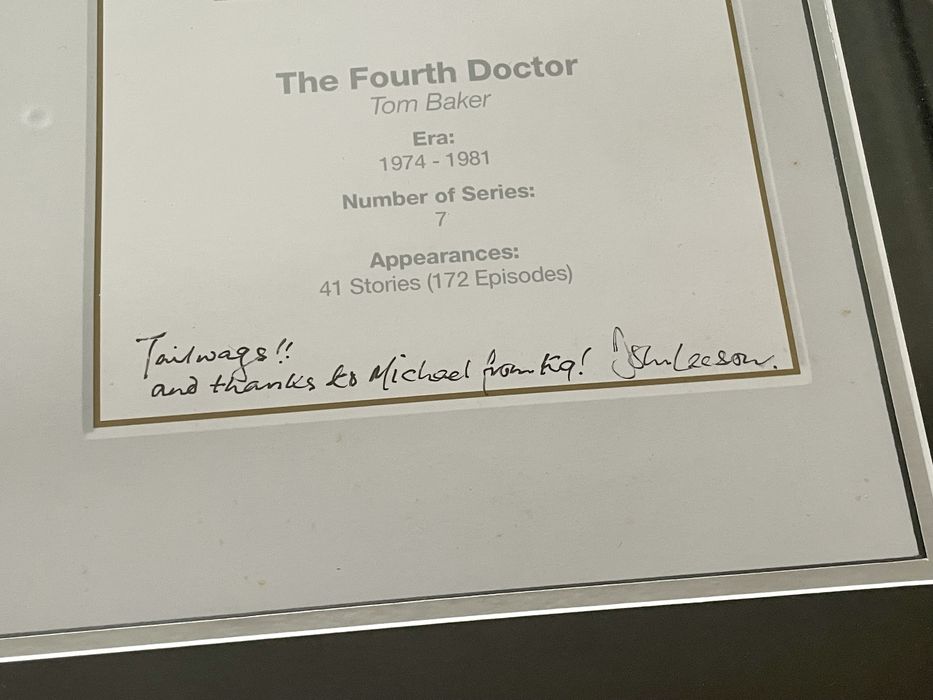 The Fourth Doctor
Tom Baker
Era:
1974 - 1981
Number of Series:
7
Appearances:
41 Stories (172 Episodes)
Tailwags!!
and thanks to Michael from K9! John Leeson.